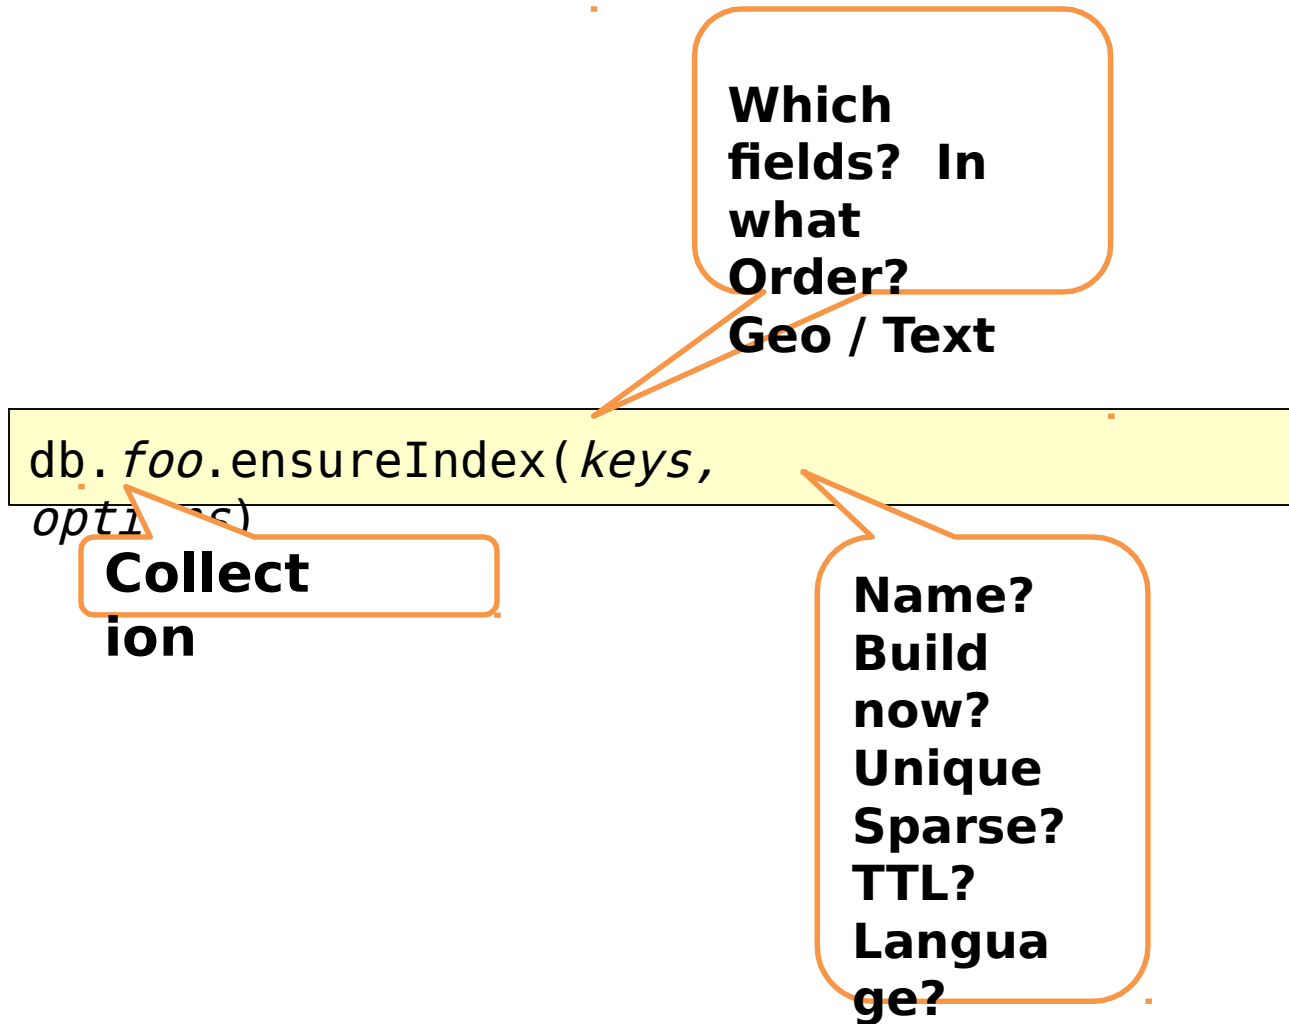 Which
fields?  In
what
Order?
Geo / Text
db.foo.ensureIndex(keys,
options)
Collect
ion
Name?
Build
now?
Unique
Sparse?
TTL?
Langua
ge?